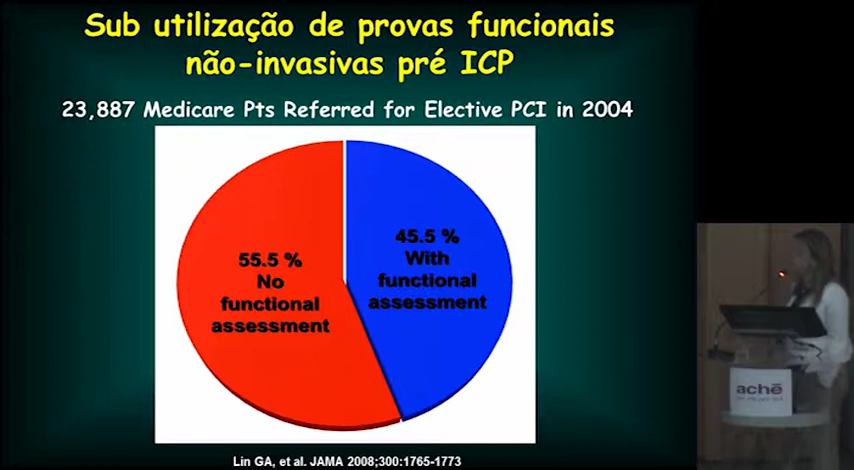 Sub utilização de provas funcionais
não-invasivas pré ICP
23,887 Medicare Pts Referred for Elective PCI in 2004
55.5 %
No
functional
assessment
45.5 %
With
functional
assessment
Lin GA, et al. JAMA 2008;300:1765-1773
achē